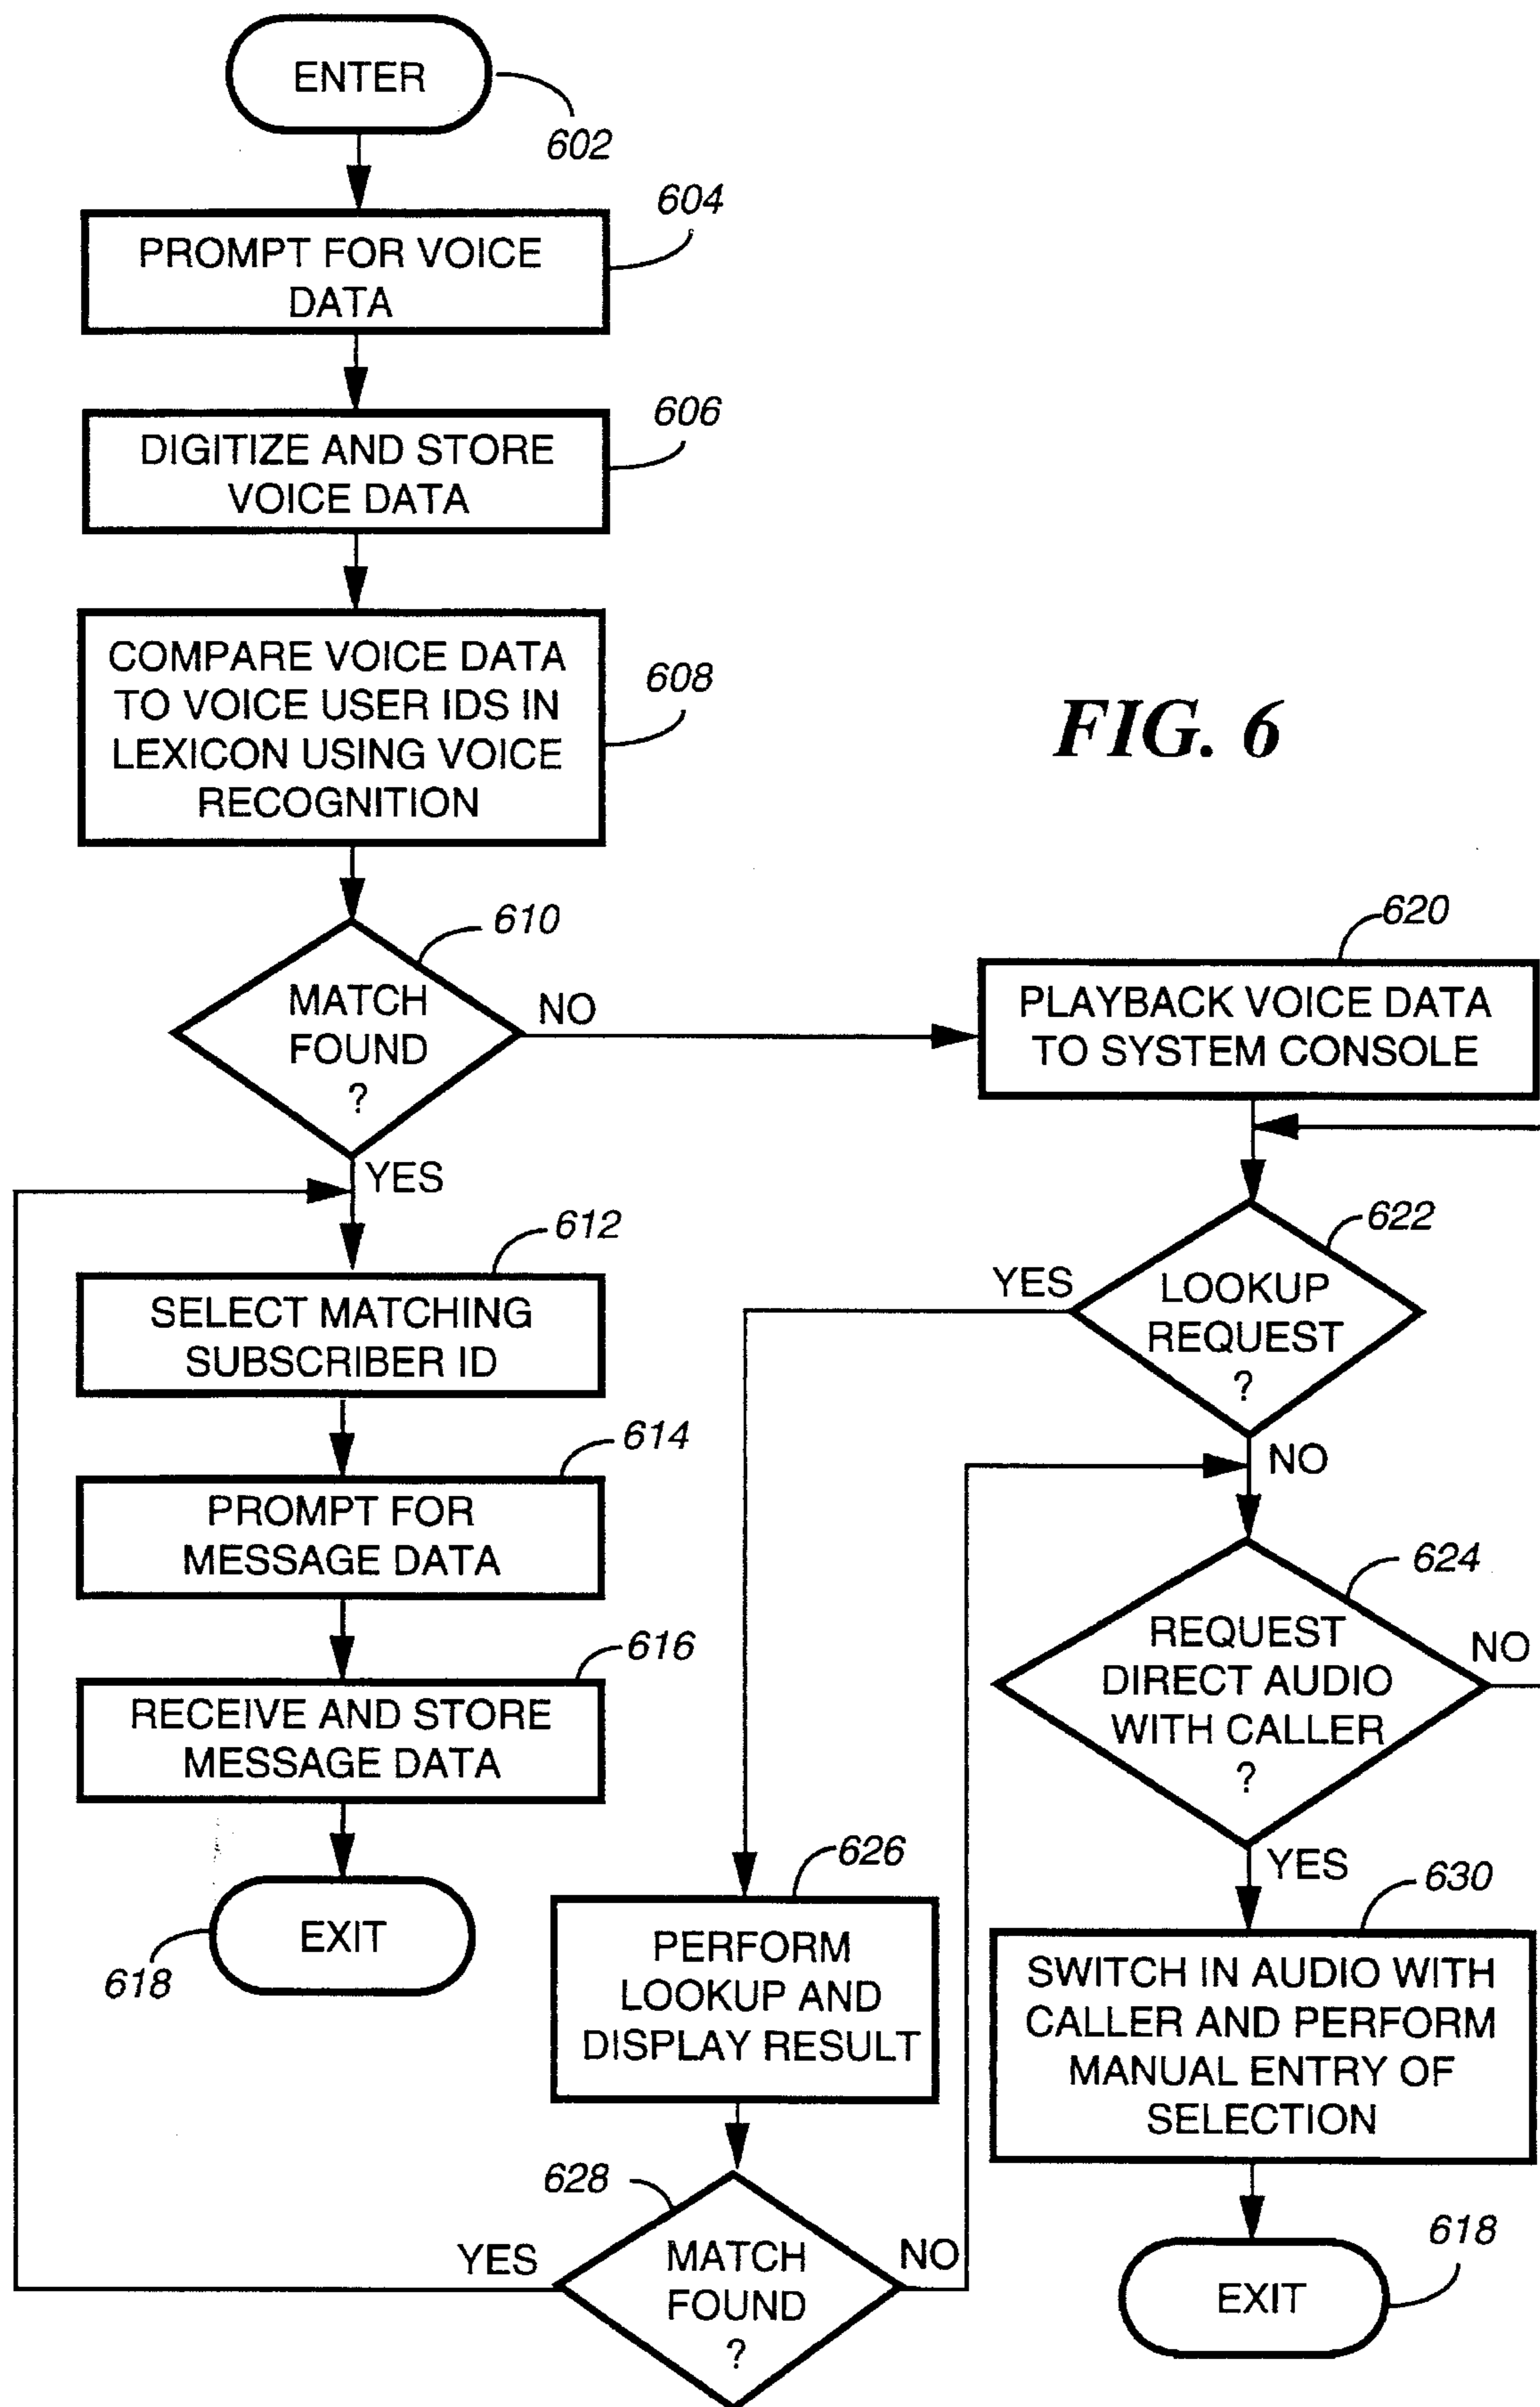 ENTER
602
604
PROMPT FOR VOICE
DATA
606
DIGITIZE AND STORE
VOICE DATA
COMPARE VOICE DATA
TO VOICE USER IDS IN
LEXICON USING VOICE
RECOGNITION
608
FIG. 6
610
MATCH
FOUND
?
NO
YES
612
SELECT MATCHING
SUBSCRIBER ID
614
PROMPT FOR
MESSAGE DATA
616
RECEIVE AND STORE
MESSAGE DATA
EXIT
618
620
PLAYBACK VOICE DATA
TO SYSTEM CONSOLE
622
YES
LOOKUP
REQUEST
?
NO
624
REQUEST
DIRECT AUDIO
WITH CALLER
?
NO
YES
626
PERFORM
LOOKUP AND
DISPLAY RESULT
628
YES
MATCH
FOUND
?
NO
630
SWITCH IN AUDIO WITH
CALLER AND PERFORM
MANUAL ENTRY OF
SELECTION
618
EXIT